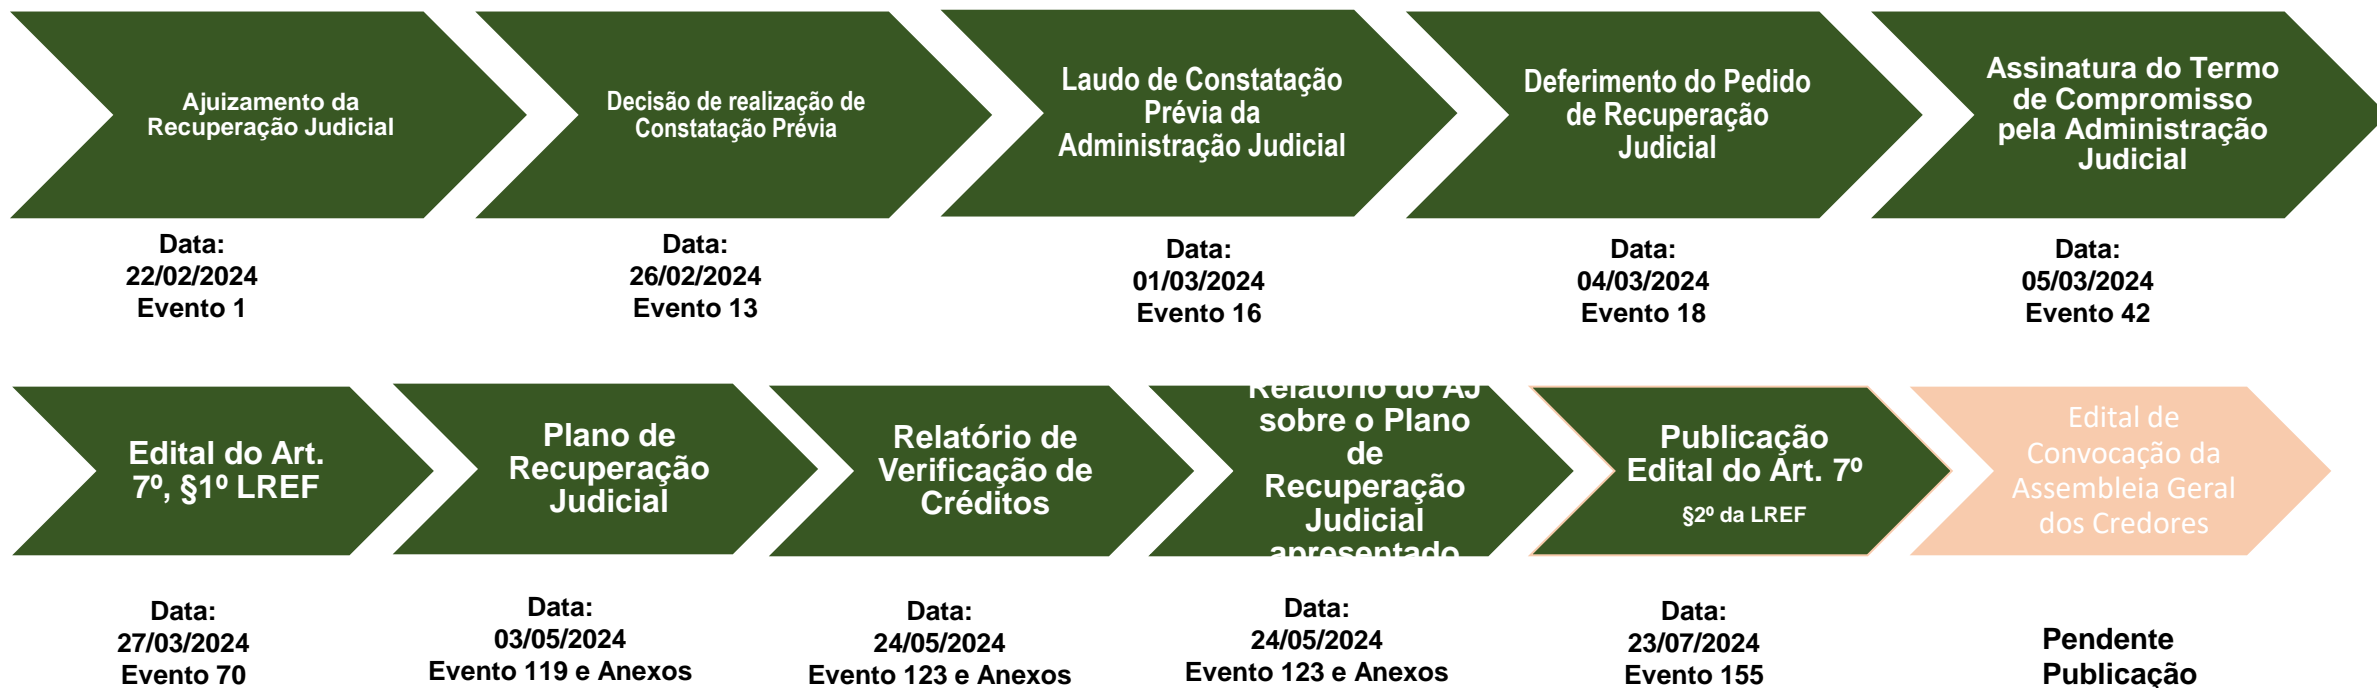 Ajuizamento da
Recuperação Judicial
Decisão de realização de
Constatação Prévia
Laudo de Constatação
Prévia da
Administração Judicial
Deferimento do Pedido
de Recuperação
Judicial
Assinatura do Termo
de Compromisso
pela Administração
Judicial
Data:
22/02/2024
Evento 1
Data:
26/02/2024
Evento 13
Data:
01/03/2024
Evento 16
Data:
04/03/2024
Evento 18
Data:
05/03/2024
Evento 42
Edital do Art.
7º, §1º LREF
Plano de
Recuperação
Judicial
Relatório de
Verificação de
Créditos
Relatório do AJ
sobre o Plano
de
Recuperação
Judicial
apresentado
Publicação
Edital do Art. 7º
§2º da LREF
Edital de
Convocação da
Assembleia Geral
dos Credores
Data:
27/03/2024
Evento 70
Data:
03/05/2024
Evento 119 e Anexos
Data:
24/05/2024
Evento 123 e Anexos
Data:
24/05/2024
Evento 123 e Anexos
Data:
23/07/2024
Evento 155
Pendente
Publicação